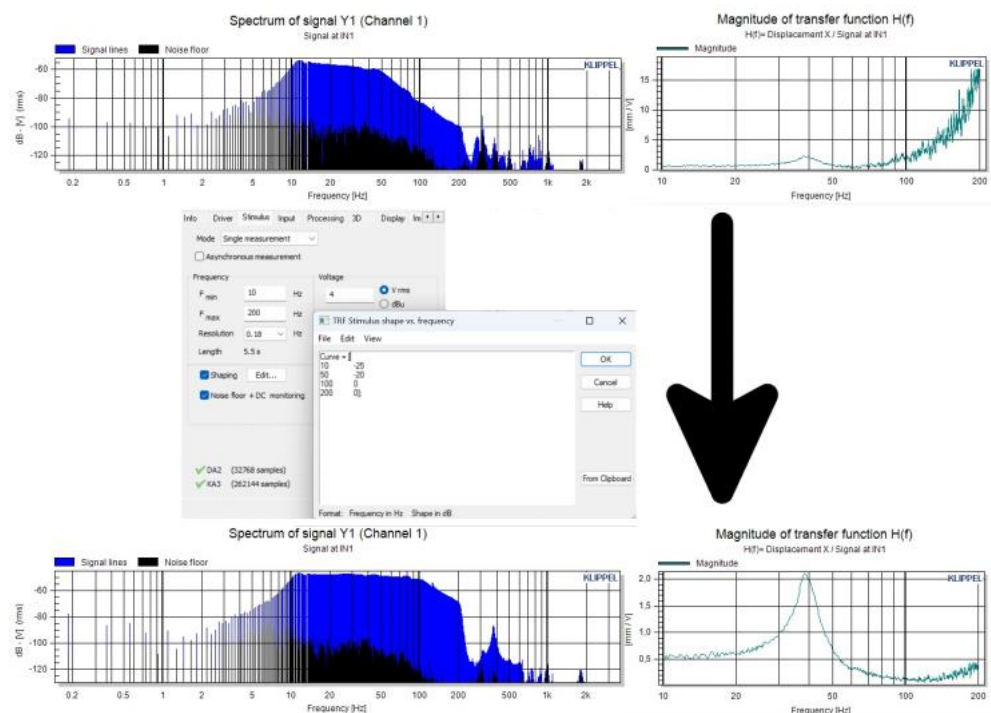 Spectrum of signal Y1 (Channel 1)
Signal at IN1
Signal lines Noise floor
KLIPPEL
dB - [V] (rms)
-60
-80
-100
-120
0.2 0.5 1 2 5 10 20 50 100 200 500 1k 2k
Frequency [Hz]
Magnitude of transfer function H(f)
H(f)= Displacement X / Signal at IN1
Magnitude
KLIPPEL
[mm / V]
15
10
5
0
10 20 50 100 200
Frequency [Hz]
Info Driver Stimulus Input Processing 3D Display Im
Mode Single measurement
Asynchronous measurement
Frequency
F min 10 Hz
F max 200 Hz
Resolution 0.18 Hz
Length 5.5 s
Shaping Edit...
Noise floor + DC monitoring
DA2 (32768 samples)
KA3 (262144 samples)
Voltage
4 V rms
dBu
TRF Stimulus shape vs. frequency
File Edit View
Curve = [
10 -25
50 -20
100 0
200 0];
OK
Cancel
Help
From Clipboard
Format: Frequency in Hz Shape in dB
Spectrum of signal Y1 (Channel 1)
Signal at IN1
Signal lines Noise floor
KLIPPEL
dB - [V] (rms)
-60
-80
-100
-120
0.2 0.5 1 2 5 10 20 50 100 200 500 1k 2k
Frequency [Hz]
Magnitude of transfer function H(f)
H(f)= Displacement X / Signal at IN1
Magnitude
KLIPPEL
[mm / V]
2,0
1,5
1,0
0,5
10 20 50 100 200
Frequency [Hz]